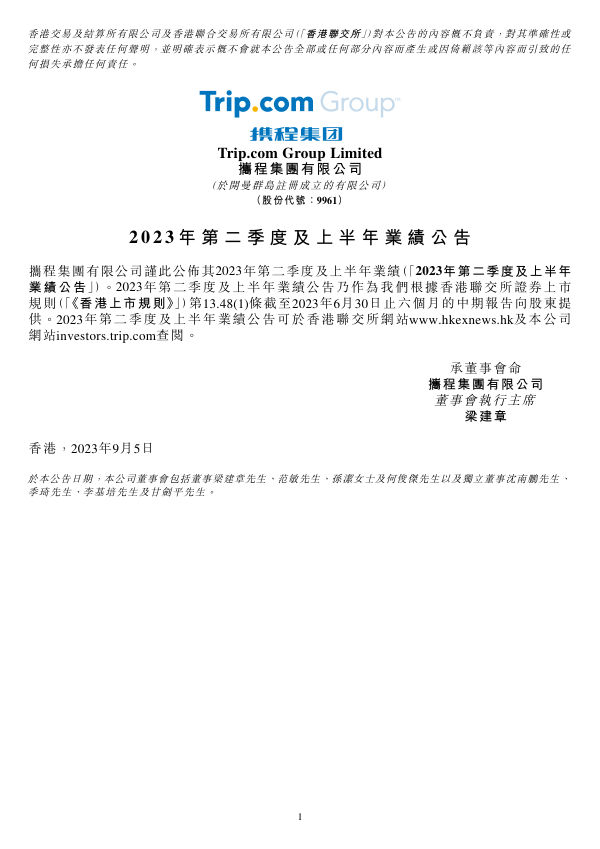 香港交易及結算所有限公司及香港聯合交易所有限公司(「香港聯交所」)對本公告的內容概不負責，對其準確性或
完整性亦不發表任何聲明，並明確表示概不會就本公告全部或任何部分內容而產生或因倚賴該等內容而引致的任
何損失承擔任何責任。
Trip.com Group™
携程集团
Trip.com Group Limited
攜程集團有限公司
(於開曼群島註冊成立的有限公司)
(股份代號：9961)
2023年第二季度及上半年業績公告
攜程集團有限公司謹此公佈其2023年第二季度及上半年業績(「2023年第二季度及上半年
業績公告」)。2023年第二季度及上半年業績公告乃作為我們根據香港聯交所證券上市
規則(「《香港上市規則》」)第13.48(1)條截至2023年6月30日止六個月的中期報告向股東提
供。2023年第二季度及上半年業績公告可於香港聯交所網站www.hkexnews.hk及本公司
網站investors.trip.com查閱。
承董事會命
攜程集團有限公司
董事會執行主席
梁建章
香港，2023年9月5日
於本公告日期，本公司董事會包括董事梁建章先生、范敏先生、孫潔女士及何俊傑先生以及獨立董事沈南鵬先生、
季琦先生、李基培先生及甘劍平先生。
1